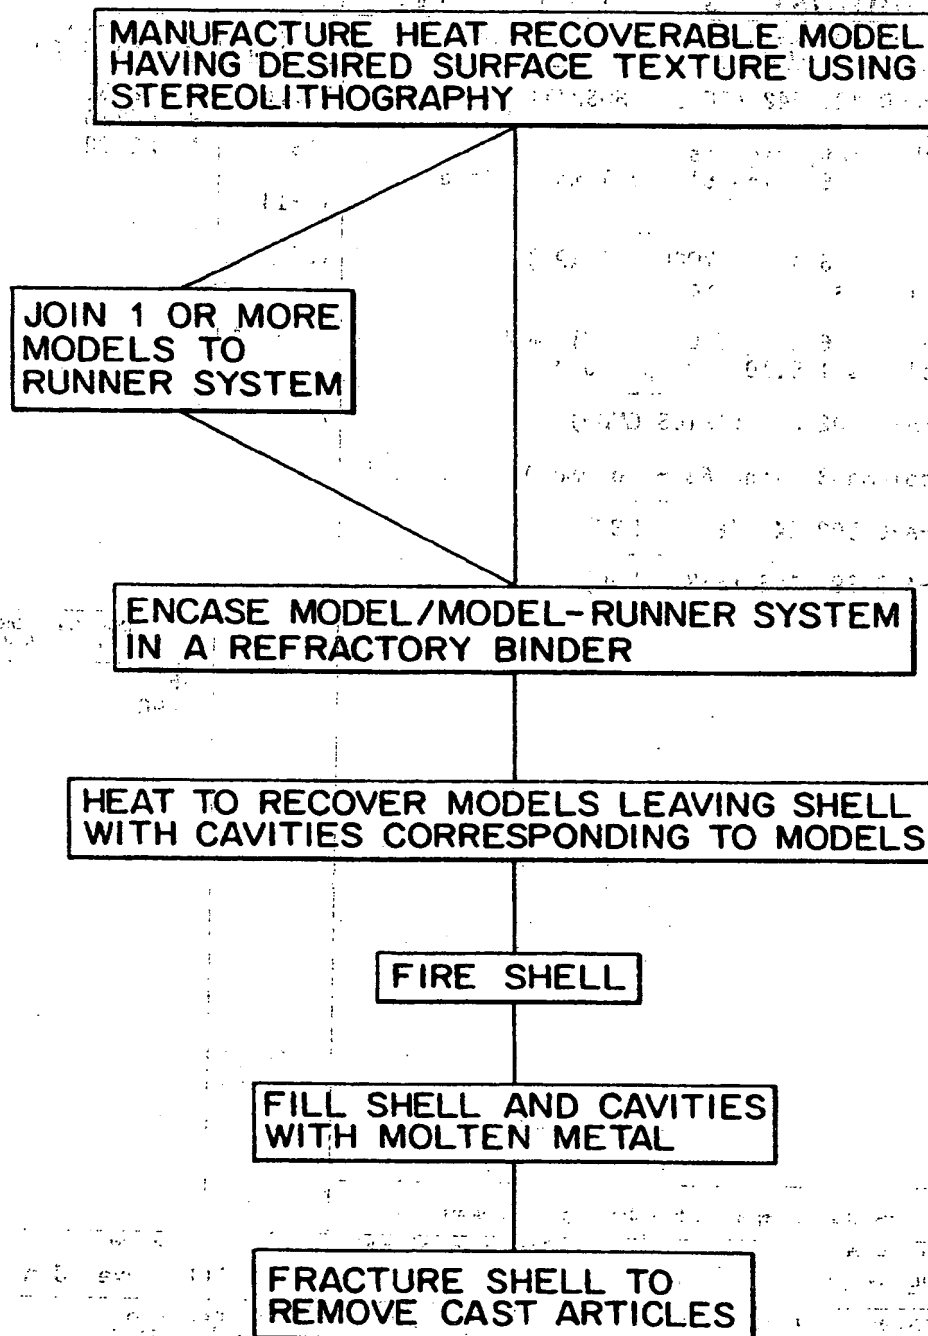 MANUFACTURE HEAT RECOVERABLE MODEL
HAVING DESIRED SURFACE TEXTURE USING
STEREOLITHOGRAPHY
JOIN 1 OR MORE
MODELS TO
RUNNER SYSTEM
ENCASE MODEL/MODEL-RUNNER SYSTEM
IN A REFRACTORY BINDER
HEAT TO RECOVER MODELS LEAVING SHELL
WITH CAVITIES CORRESPONDING TO MODELS
FIRE SHELL
FILL SHELL AND CAVITIES
WITH MOLTEN METAL
FRACTURE SHELL TO
REMOVE CAST ARTICLES